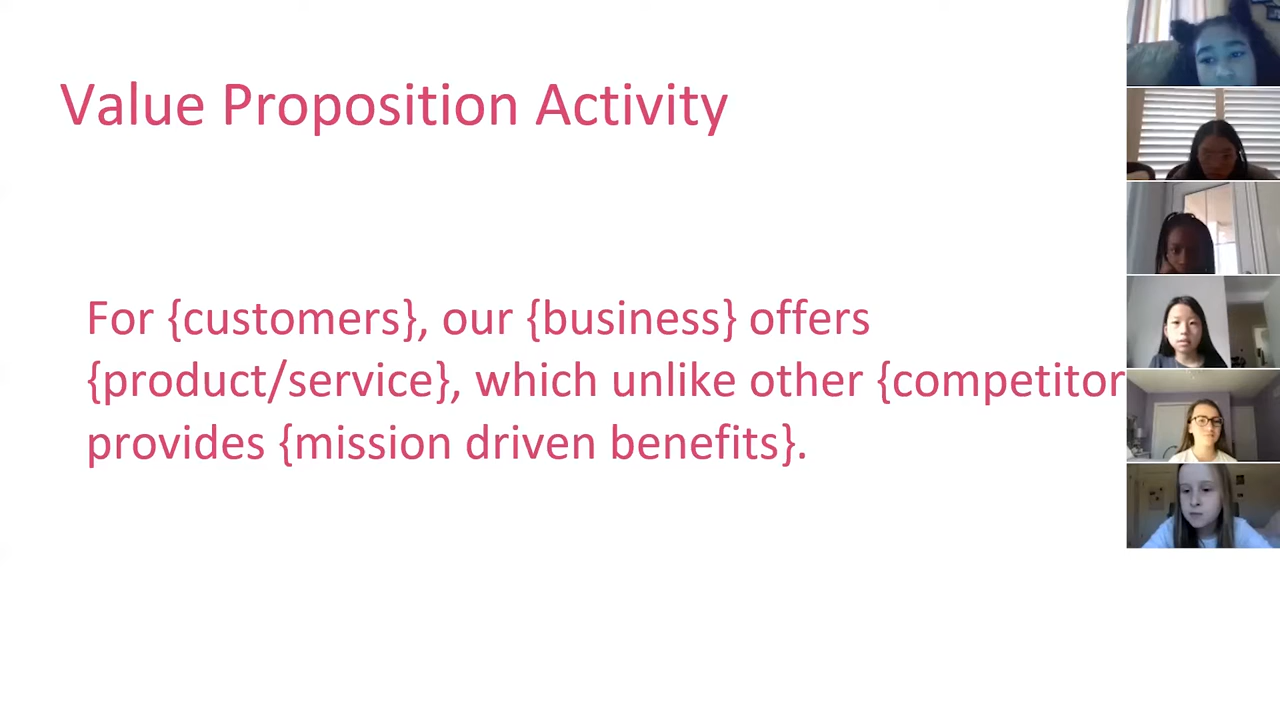 Value Proposition Activity
For {customers}, our {business} offers
{product/service}, which unlike other {competitor
provides {mission driven benefits}.